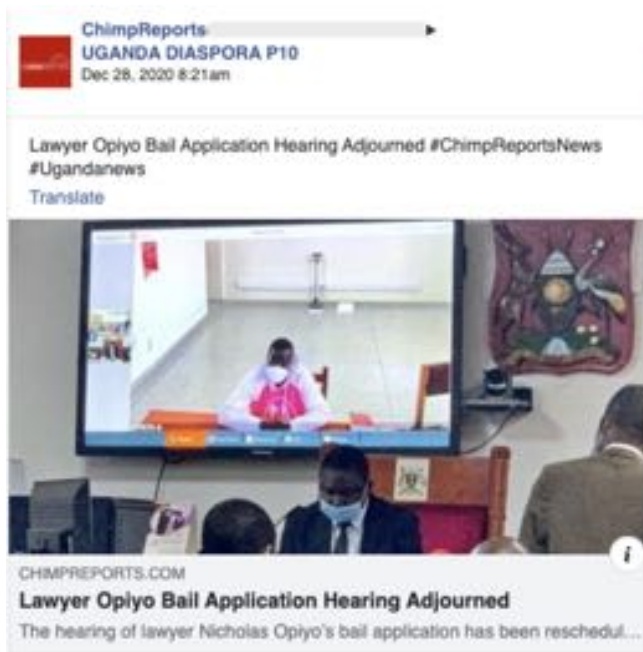 ChimpReports
UGANDA DIASPORA P10
Dec 28, 2020 8:21am
Lawyer Opiyo Bail Application Hearing Adjourned #ChimpReportsNews
#Ugandanews
Translate
CHIMPREPORTS.COM
Lawyer Opiyo Bail Application Hearing Adjourned
The hearing of lawyer Nicholas Opiyo's bail application has been reschedul...